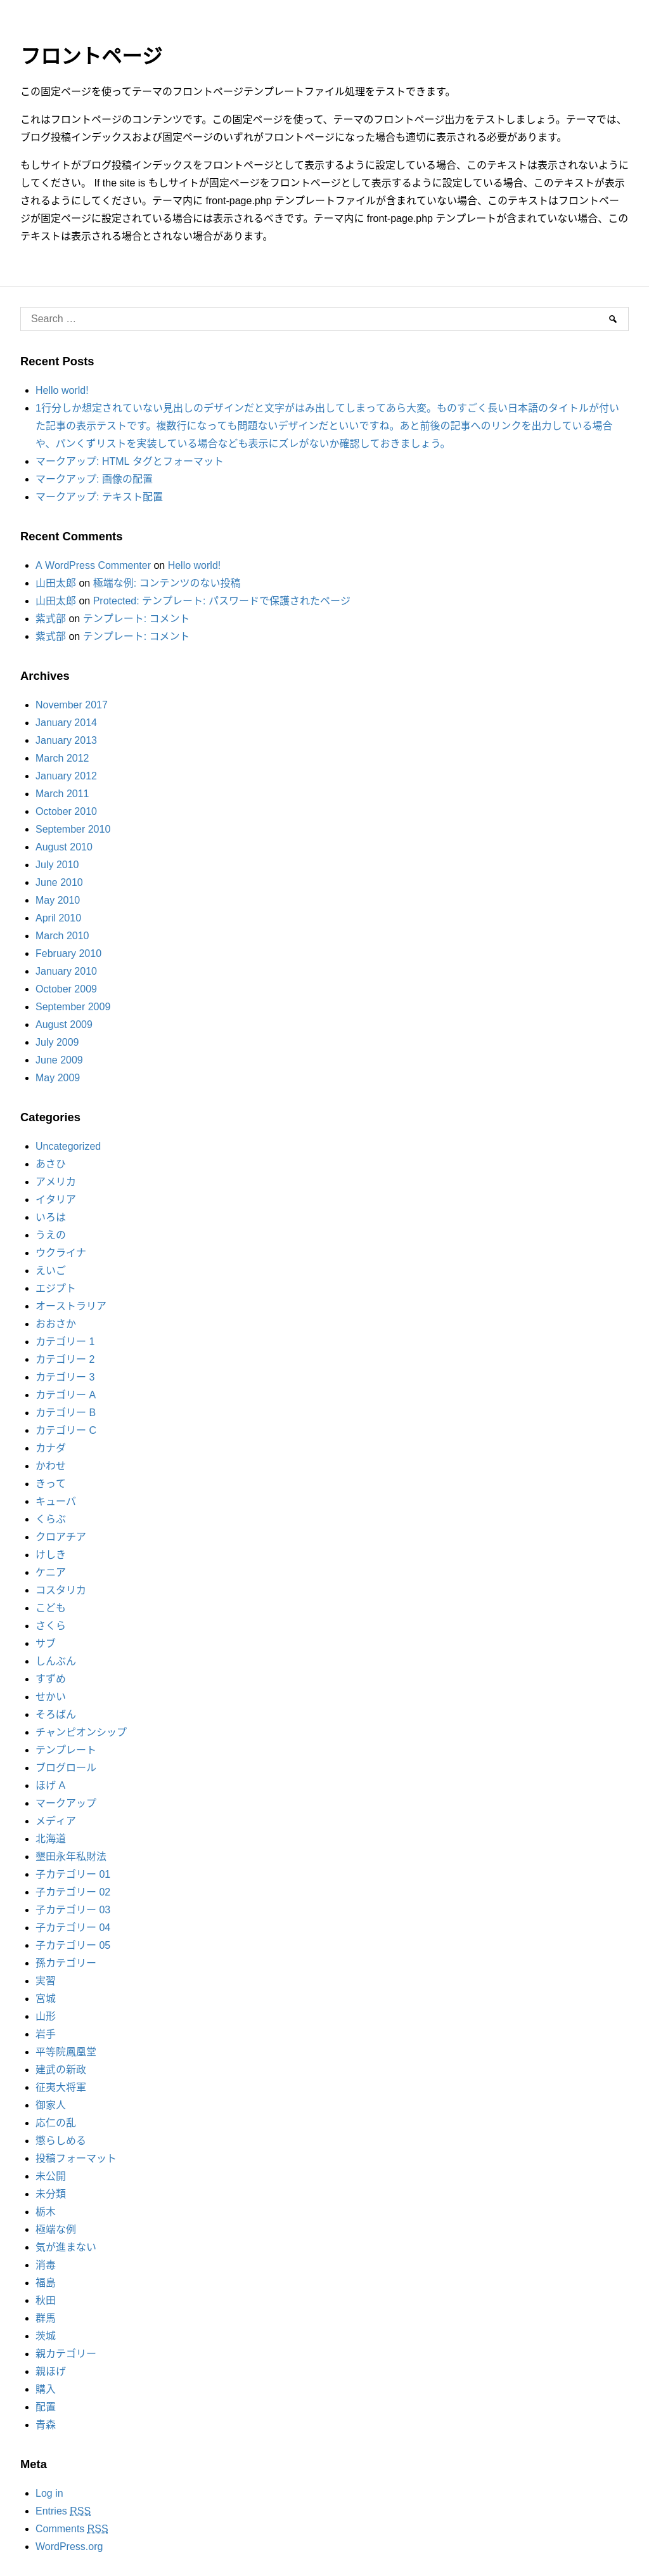 フロントページ
この固定ページを使ってテーマのフロントページテンプレートファイル処理をテストできます。
これはフロントページのコンテンツです。この固定ページを使って、テーマのフロントページ出力をテストしましょう。テーマでは、
ブログ投稿インデックスおよび固定ページのいずれがフロントページになった場合も適切に表示される必要があります。
もしサイトがブログ投稿インデックスをフロントページとして表示するように設定している場合、このテキストは表示されないように
してください。 If the site is もしサイトが固定ページをフロントページとして表示するように設定している場合、このテキストが表示
されるようにしてください。テーマ内に front-page.php テンプレートファイルが含まれていない場合、このテキストはフロントペー
ジが固定ページに設定されている場合には表示されるべきです。テーマ内に front-page.php テンプレートが含まれていない場合、この
テキストは表示される場合とされない場合があります。
Search …
Recent Posts
Hello world!
1行分しか想定されていない見出しのデザインだと文字がはみ出してしまってあら大変。ものすごく長い日本語のタイトルが付い
た記事の表示テストです。複数行になっても問題ないデザインだといいですね。あと前後の記事へのリンクを出力している場合
や、パンくずリストを実装している場合なども表示にズレがないか確認しておきましょう。
マークアップ: HTML タグとフォーマット
マークアップ: 画像の配置
マークアップ: テキスト配置
Recent Comments
A WordPress Commenter on Hello world!
山田太郎 on 極端な例: コンテンツのない投稿
山田太郎 on Protected: テンプレート: パスワードで保護されたページ
紫式部 on テンプレート: コメント
紫式部 on テンプレート: コメント
Archives
November 2017
January 2014
January 2013
March 2012
January 2012
March 2011
October 2010
September 2010
August 2010
July 2010
June 2010
May 2010
April 2010
March 2010
February 2010
January 2010
October 2009
September 2009
August 2009
July 2009
June 2009
May 2009
Categories
Uncategorized
あさひ
アメリカ
イタリア
いろは
うえの
ウクライナ
えいご
エジプト
オーストラリア
おおさか
カテゴリー 1
カテゴリー 2
カテゴリー 3
カテゴリー A
カテゴリー B
カテゴリー C
カナダ
かわせ
きって
キューバ
くらぶ
クロアチア
けしき
ケニア
コスタリカ
こども
さくら
サブ
しんぶん
すずめ
せかい
そろばん
チャンピオンシップ
テンプレート
ブログロール
ほげ A
マークアップ
メディア
北海道
墾田永年私財法
子カテゴリー 01
子カテゴリー 02
子カテゴリー 03
子カテゴリー 04
子カテゴリー 05
孫カテゴリー
実習
宮城
山形
岩手
平等院鳳凰堂
建武の新政
征夷大将軍
御家人
応仁の乱
懲らしめる
投稿フォーマット
未公開
未分類
栃木
極端な例
気が進まない
消毒
福島
秋田
群馬
茨城
親カテゴリー
親ほげ
購入
配置
青森
Meta
Log in
Entries RSS
Comments RSS
WordPress.org